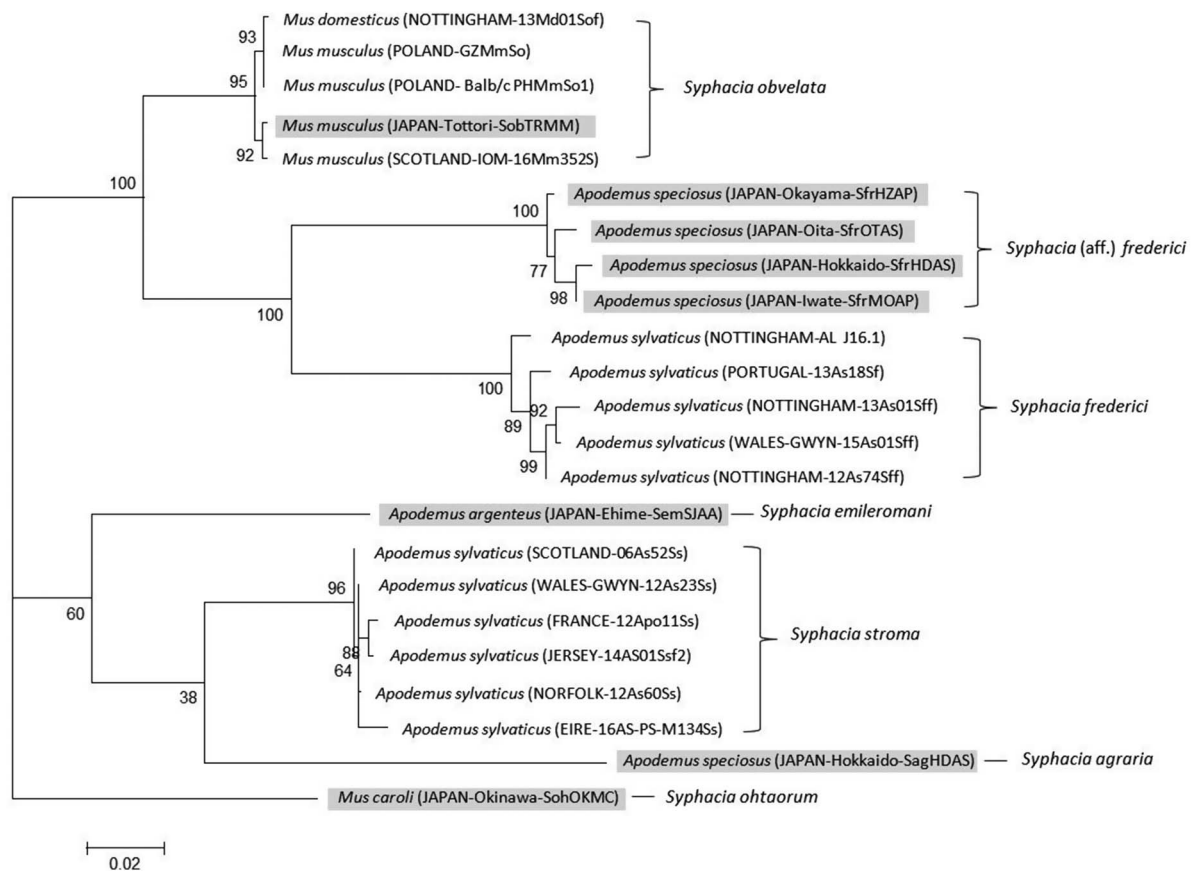 Mus domesticus (NOTTINGHAM-13Md01Sof)
93
Mus musculus (POLAND-GZMmSo)
95
Mus musculus (POLAND- Balb/c PHMmSo1)
Syphacia obvelata
Mus musculus (JAPAN-Tottori-SobTRMM)
92
Mus musculus (SCOTLAND-IOM-16Mm352S)
100
Apodemus speciosus (JAPAN-Okayama-SfrHZAP)
100
Apodemus speciosus (JAPAN-Oita-SfrOTAS)
Syphacia (aff.) frederici
77
Apodemus speciosus (JAPAN-Hokkaido-SfrHDAS)
98
Apodemus speciosus (JAPAN-Iwate-SfrMOAP)
100
Apodemus sylvaticus (NOTTINGHAM-AL J16.1)
100
Apodemus sylvaticus (PORTUGAL-13As18Sf)
92
Apodemus sylvaticus (NOTTINGHAM-13As01Sff)
Syphacia frederici
89
Apodemus sylvaticus (WALES-GWYN-15As01Sff)
99
Apodemus sylvaticus (NOTTINGHAM-12As74Sff)
Apodemus argenteus (JAPAN-Ehime-SemSJAA)
Syphacia emileromani
60
Apodemus sylvaticus (SCOTLAND-06As52Ss)
96
Apodemus sylvaticus (WALES-GWYN-12As23Ss)
Apodemus sylvaticus (FRANCE-12Apo11Ss)
Syphacia stroma
88
Apodemus sylvaticus (JERSEY-14AS01Ssf2)
64
38
Apodemus sylvaticus (NORFOLK-12As60Ss)
Apodemus sylvaticus (EIRE-16AS-PS-M134Ss)
Apodemus speciosus (JAPAN-Hokkaido-SagHDAS)
Syphacia agraria
Mus caroli (JAPAN-Okinawa-SohOKMC)
Syphacia ohtaorum
0.02